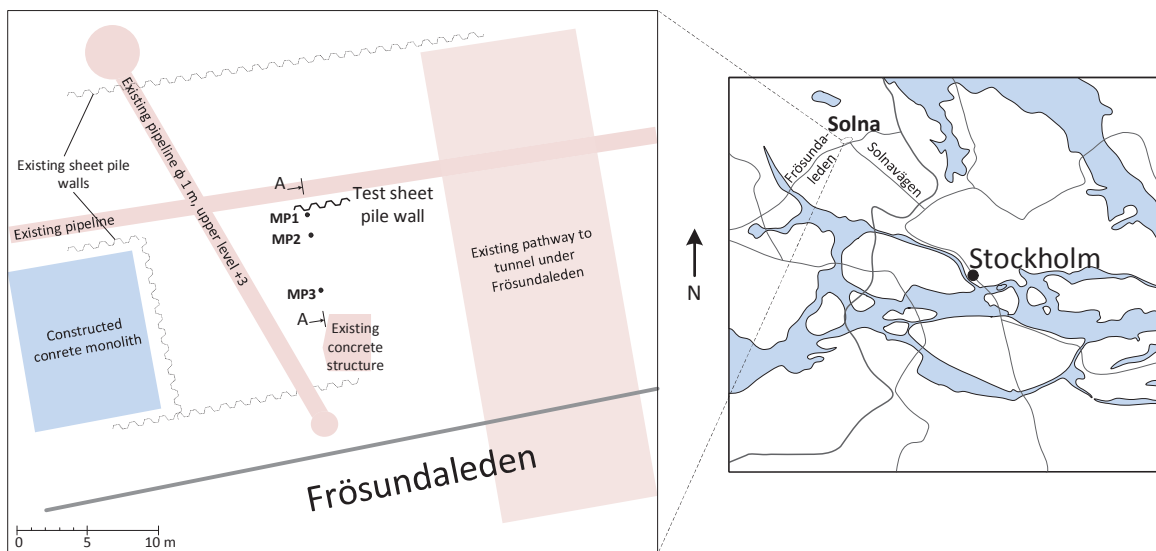 Existing pipeline ϕ 1 m, upper level +3
Existing sheet pile
walls
A
Test sheet
pile wall
MP1
MP2
Existing pipeline
Existing pathway to
tunnel under
Frösundaleden
MP3
A
Existing
concrete
structure
Constructed
conrete monolith
Frösundaleden
0
5
10 m
Solna
Frösunda-
leden
Solnavägen
Stockholm
N